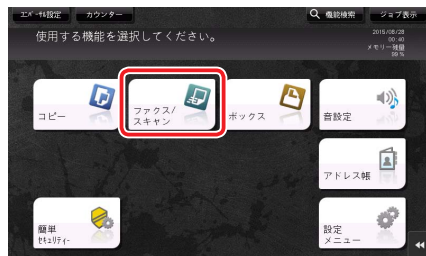 ｴﾝﾊﾟｰｻﾙ設定
カウンター
機能検索
ジョブ表示
使用する機能を選択してください。
2015/08/28
00:40
メモリー残量
99 %
コピー
ファクス/
スキャン
ボックス
音設定
アドレス帳
簡単
ｾｷｭﾘﾃｨｰ
設定
メニュー